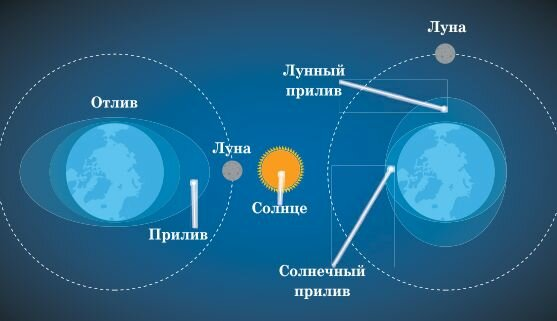 Отлив
Луна
Прилив
Солнце
Луна
Лунный
прилив
Солнечный
прилив